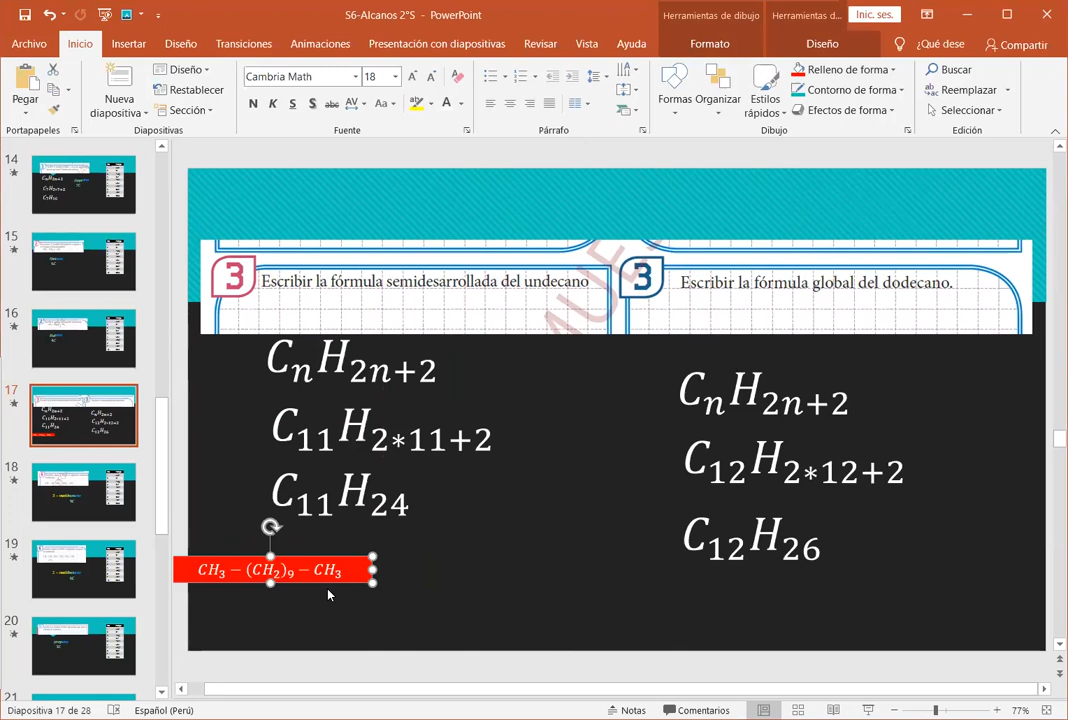 S6-Alcanos 2°S - PowerPoint
Herramientas de dibujo
Herramientas d...
Inic. ses.
Archivo Inicio Insertar Diseño Transiciones Animaciones Presentación con diapositivas Revisar Vista Ayuda Formato Diseño ¿Qué dese Compartir
Pegar
Nueva diapositiva
Diseño
Restablecer
Sección
Cambria Math 18
N K S S abc AV Aa A
Formas Organizar Estilos rápidos
Relleno de forma
Contorno de forma
Efectos de forma
Buscar
Reemplazar
Seleccionar
Portapapeles Diapositivas Fuente Párrafo Dibujo Edición
14
15
16
17
18
19
20
21
3 Escribir la fórmula semidesarrollada del undecano
3 Escribir la fórmula global del dodecano.
MUE
CₙH₂ₙ₊₂
C₁₁H₂*₁₁₊₂
C₁₁H₂₄
CH₃ − (CH₂)₉ − CH₃
CₙH₂ₙ₊₂
C₁₂H₂*₁₂₊₂
C₁₂H₂₆
Diapositiva 17 de 28 Español (Perú) Notas Comentarios 77%